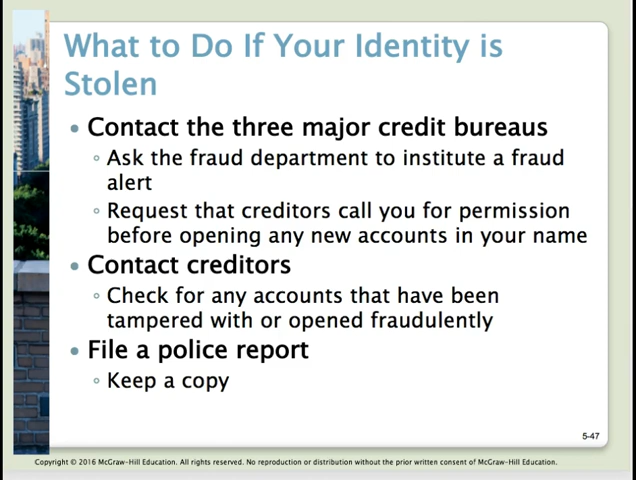 What to Do If Your Identity is
Stolen
• Contact the three major credit bureaus
◦ Ask the fraud department to institute a fraud
alert
◦ Request that creditors call you for permission
before opening any new accounts in your name
• Contact creditors
◦ Check for any accounts that have been
tampered with or opened fraudulently
• File a police report
◦ Keep a copy
5-47
Copyright © 2016 McGraw-Hill Education. All rights reserved. No reproduction or distribution without the prior written consent of McGraw-Hill Education.